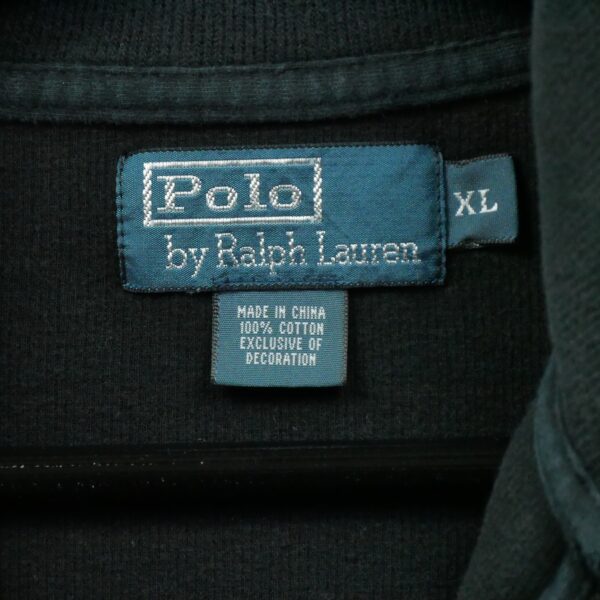 Polo
by Ralph Lauren
XL
MADE IN CHINA
100% COTTON
EXCLUSIVE OF
DECORATION